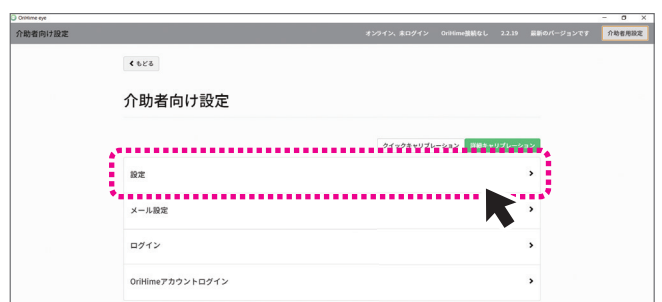 OriHime eye
介助者向け設定 オンライン、未ログイン OriHime接続なし 2.2.19 最新のバージョンです 介助者用設定
もどる
介助者向け設定
クイックキャリブレーション 詳細キャリブレーション
設定
メール設定
ログイン
OriHimeアカウントログイン